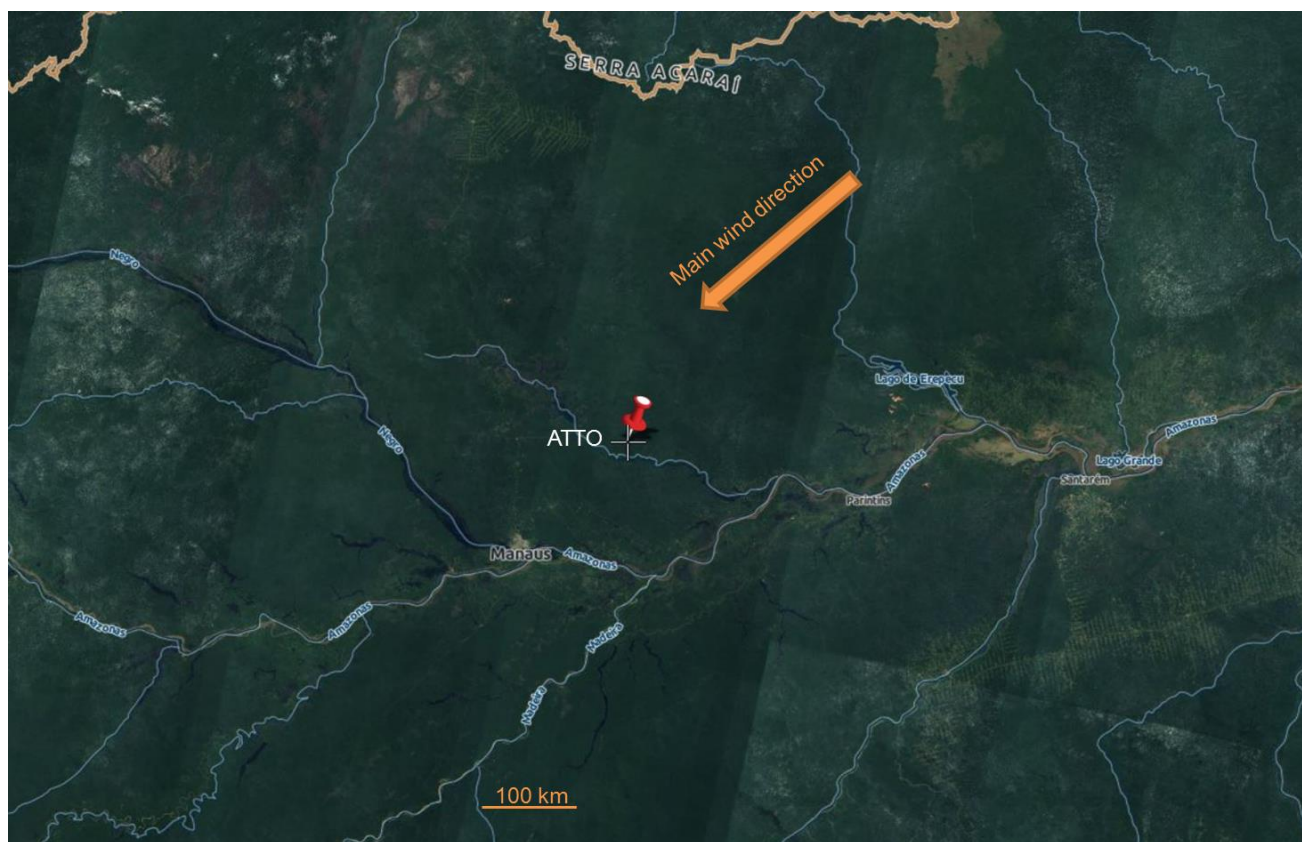 SERRA ACARAÍ
Main wind direction
Negro
Lago de Erepecu
ATTO
Negro
Amazonas
Amazonas
Lago Grande
Santarém
Parintins
Manaus
Amazonas
Amazonas
Amazonas
Madeira
Madeira
100 km